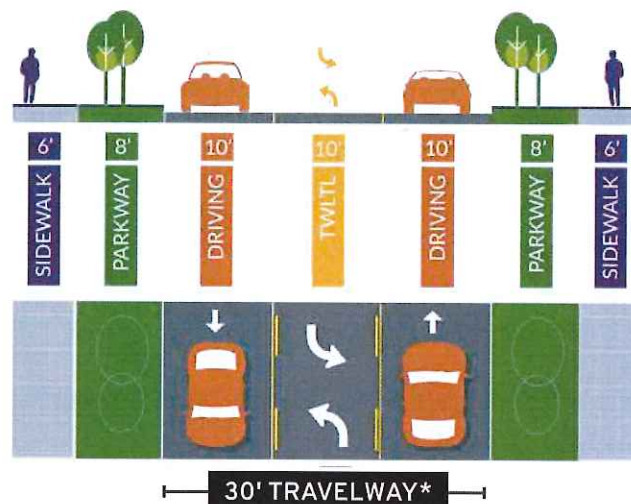 6'
8'
10'
10'
10'
8'
6'
SIDEWALK
PARKWAY
DRIVING
TWLTL
DRIVING
PARKWAY
SIDEWALK
30' TRAVELWAY*